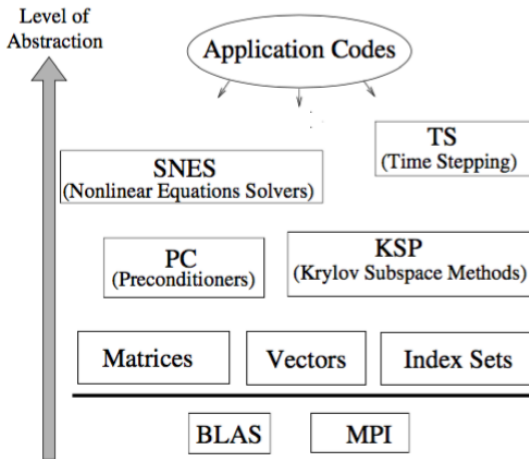 Level of
Abstraction
Application Codes
TS
(Time Stepping)
SNES
(Nonlinear Equations Solvers)
PC
(Preconditioners)
KSP
(Krylov Subspace Methods)
Matrices
Vectors
Index Sets
BLAS
MPI